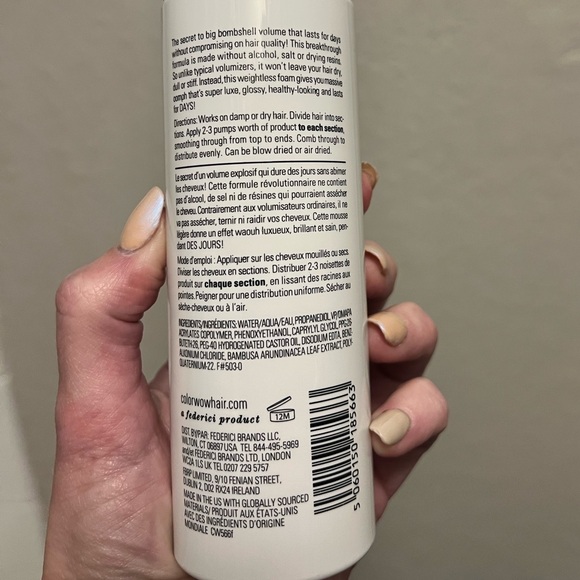 The secret to big bombshell volume that lasts for days
without compromising on hair quality! This breakthrough
formula is made without alcohol, salt or drying resins.
So unlike typical volumizers, it won't leave your hair dry,
dull or stiff. Instead, this weightless foam gives you massive
oomph that's super luxe, glossy, healthy-looking and lasts
for DAYS!
Directions: Works on damp or dry hair. Divide hair into sec-
tions. Apply 2-3 pumps worth of product to each section,
smoothing through from top to ends. Comb through to
distribute evenly. Can be blow dried or air dried.
Le secret d'un volume explosif qui dure des jours sans abimer
les cheveux! Cette formule révolutionnaire ne contient
pas d'alcool, de sel ni de résines qui pourraient assécher
le cheveu. Contrairement aux volumisateurs ordinaires, il ne
va pas assécher, ternir ni raidir vos cheveux. Cette mousse
légère donne un effet waouh luxueux, brillant et sain, pen-
dant DES JOURS!
Mode d'emploi : Appliquer sur les cheveux mouillés ou secs.
Diviser les cheveux en sections. Distribuer 2-3 noisettes de
produit sur chaque section, en lissant des racines aux
pointes. Peigner pour une distribution uniforme. Sécher au
sèche-cheveux ou à l'air.
INGREDIENTS/INGRÉDIENTS: WATER/AQUA/EAU, PROPANEDIOL, VP/DMAPA
ACRYLATES COPOLYMER, PHENOXYETHANOL, CAPRYLYL GLYCOL, PPG-26-
BUTETH-26, PEG-40 HYDROGENATED CASTOR OIL, DISODIUM EDTA, BENZ-
ALKONIUM CHLORIDE, BAMBUSA ARUNDINACEA LEAF EXTRACT, POLY-
QUATERNIUM-22. F#503-0
colorwowhair.com
a federici product
12M
DIST. BY/PAR: FEDERICI BRANDS LLC,
WILTON, CT 06897 USA TEL 844-495-5969
and/et FEDERICI BRANDS LTD, LONDON
WC2A 1LS UK TEL 0207 229 5757
FBRP LIMITED, 9/10 FENIAN STREET,
DUBLIN 2, D02 RX24 IRELAND
MADE IN THE US WITH GLOBALLY SOURCED
MATERIALS/ PRODUIT AUX ÉTATS-UNIS
AVEC DES INGRÉDIENTS D'ORIGINE
MONDIALE CW566f
5 060150 185663